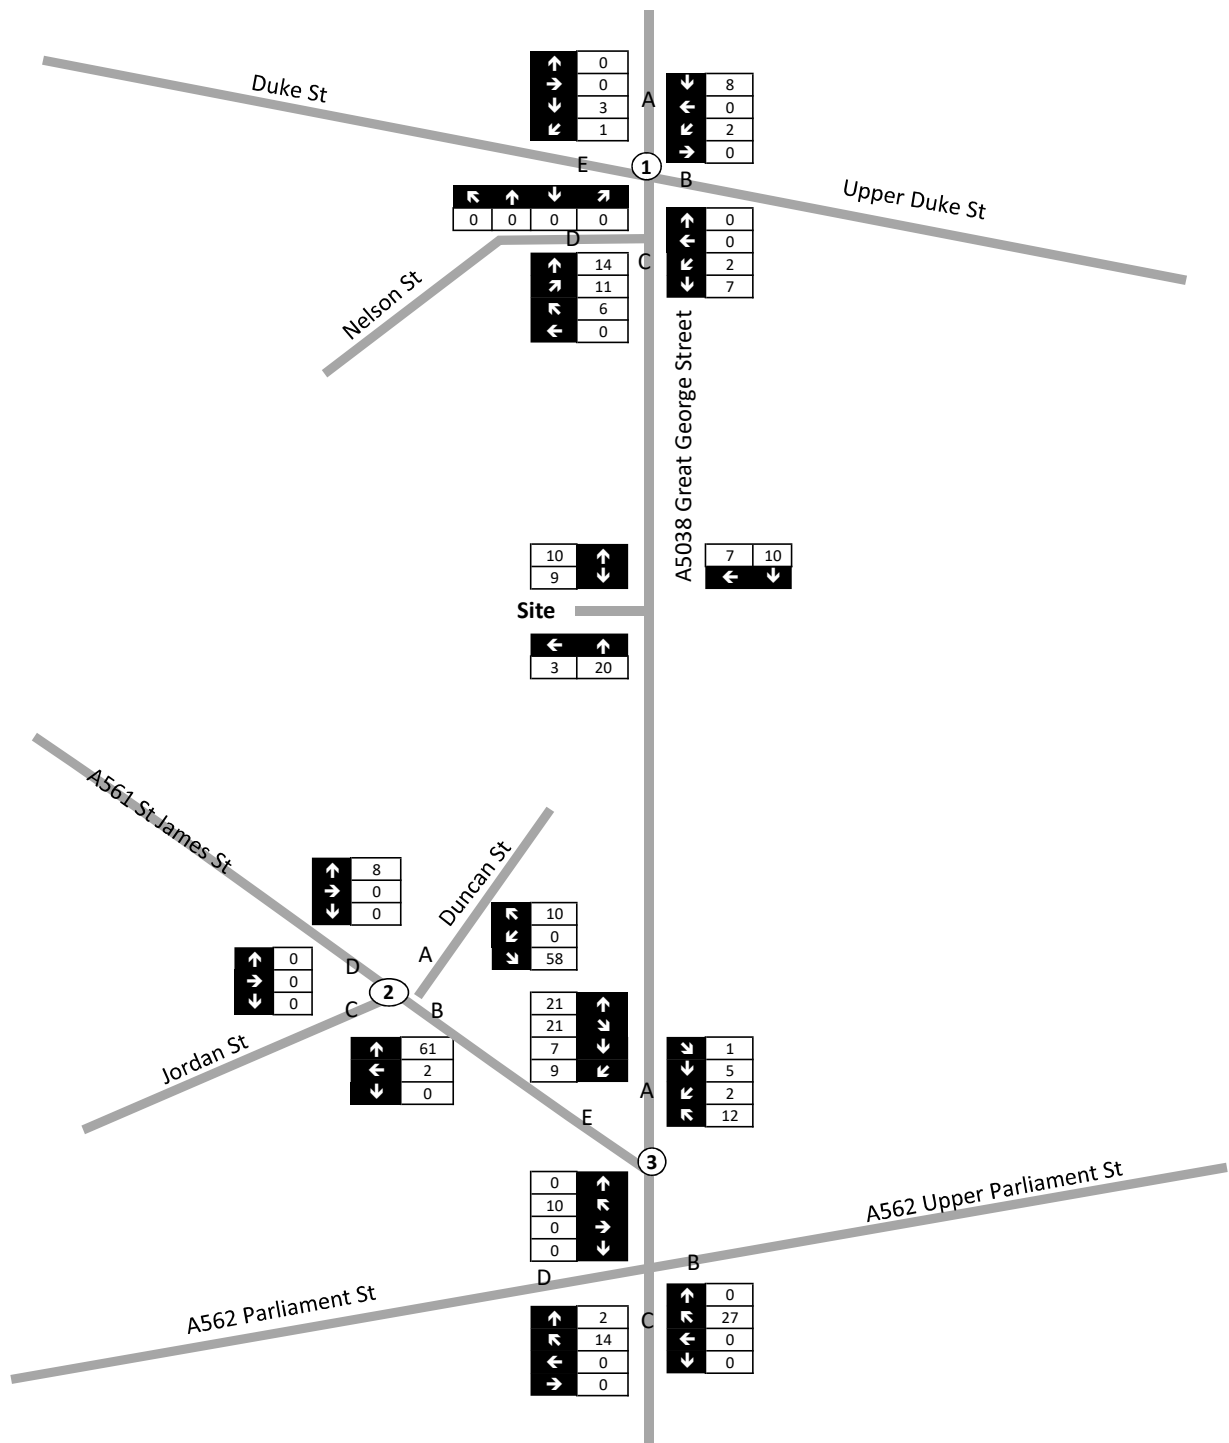 ↑ 0
→ 0
↓ 3
↙ 1
A
↓ 8
← 0
↙ 2
→ 0
Duke St
E
1
B
Upper Duke St
↖ ↑ ↓ ↗
0 0 0 0
D
C
↑ 0
← 0
↙ 2
↓ 7
↑ 14
↗ 11
↖ 6
← 0
Nelson St
A5038 Great George Street
10 ↑
9 ↓
7 10
← ↓
Site
← ↑
3 20
A561 St James St
Duncan St
↑ 8
→ 0
↓ 0
↖ 10
↙ 0
↘ 58
A
D
↑ 0
→ 0
↓ 0
2
C
B
Jordan St
↑ 61
← 2
↓ 0
21 ↑
21 ↘
7 ↓
9 ↙
A
↘ 1
↓ 5
↙ 2
↖ 12
E
3
0 ↑
10 ↖
0 →
0 ↓
A562 Upper Parliament St
B
D
A562 Parliament St
↑ 2
↖ 14
← 0
→ 0
C
↑ 0
↖ 27
← 0
↓ 0